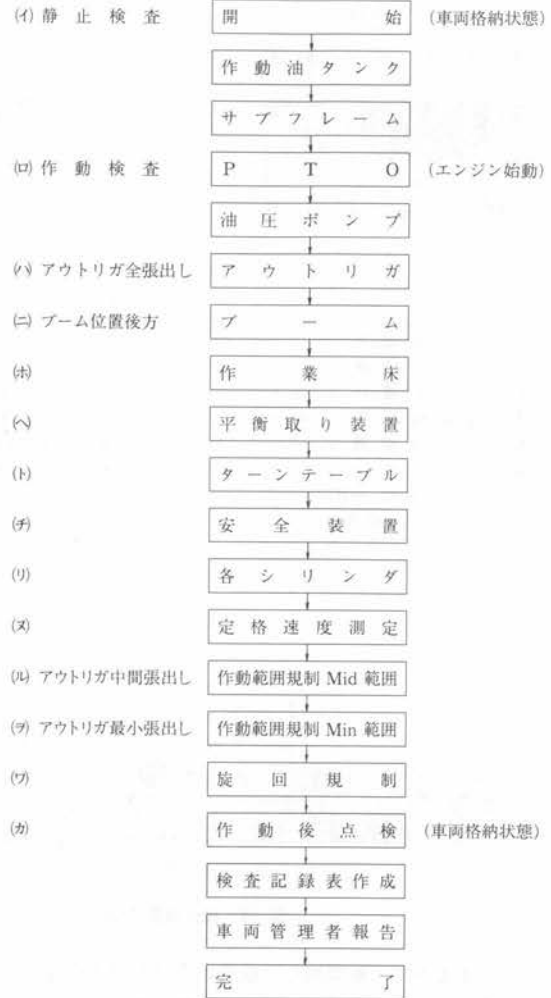 (イ) 静止検査 開始 (車両格納状態)
作動油タンク
サブフレーム
(ロ) 作動検査 PTO (エンジン始動)
油圧ポンプ
(ハ) アウトリガ全張出し アウトリガ
(ニ) ブーム位置後方 ブーム
(ホ) 作業床
(ヘ) 平衡取り装置
(ト) ターンテーブル
(チ) 安全装置
(リ) 各シリンダ
(ヌ) 定格速度測定
(ル) アウトリガ中間張出し 作動範囲規制 Mid 範囲
(ヲ) アウトリガ最小張出し 作動範囲規制 Min 範囲
(ワ) 旋回規制
(カ) 作動後点検 (車両格納状態)
検査記録表作成
車両管理者報告
完了